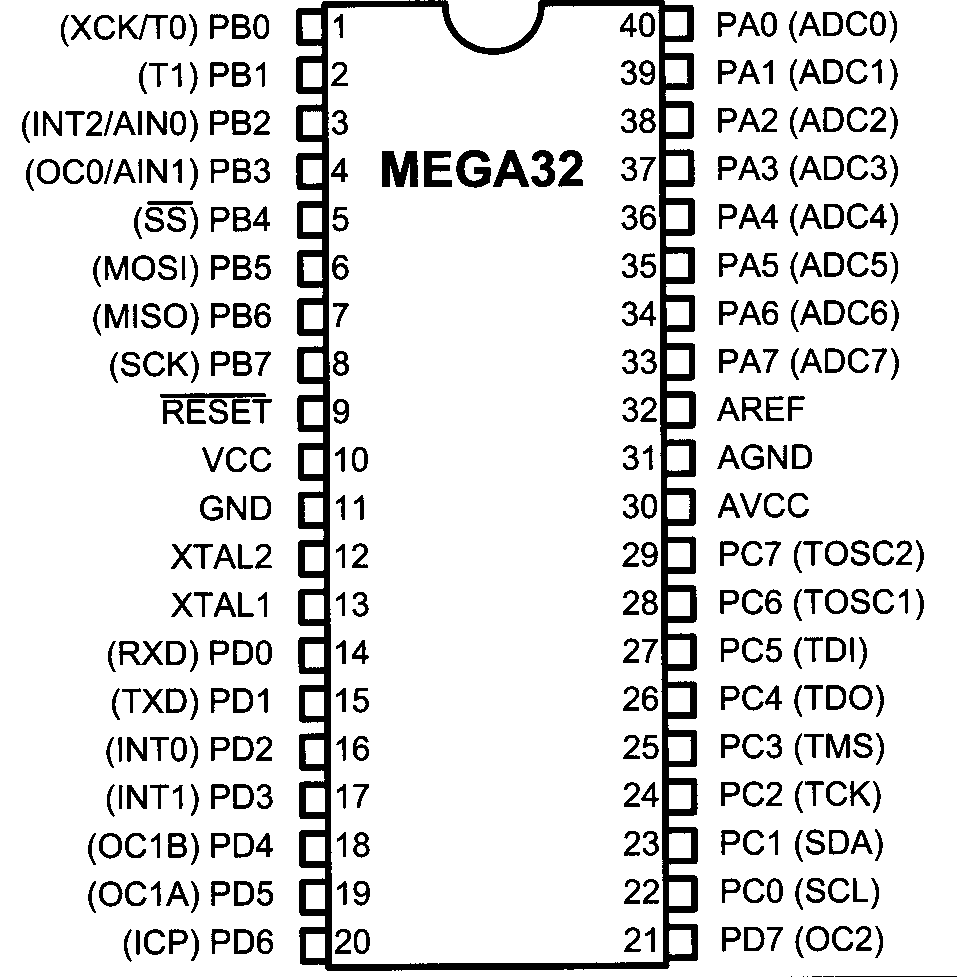 (XCK/T0) PB0 1 40 PA0 (ADC0)
(T1) PB1 2 39 PA1 (ADC1)
(INT2/AIN0) PB2 3 38 PA2 (ADC2)
(OC0/AIN1) PB3 4 MEGA32 37 PA3 (ADC3)
(SS) PB4 5 36 PA4 (ADC4)
(MOSI) PB5 6 35 PA5 (ADC5)
(MISO) PB6 7 34 PA6 (ADC6)
(SCK) PB7 8 33 PA7 (ADC7)
RESET 9 32 AREF
VCC 10 31 AGND
GND 11 30 AVCC
XTAL2 12 29 PC7 (TOSC2)
XTAL1 13 28 PC6 (TOSC1)
(RXD) PD0 14 27 PC5 (TDI)
(TXD) PD1 15 26 PC4 (TDO)
(INT0) PD2 16 25 PC3 (TMS)
(INT1) PD3 17 24 PC2 (TCK)
(OC1B) PD4 18 23 PC1 (SDA)
(OC1A) PD5 19 22 PC0 (SCL)
(ICP) PD6 20 21 PD7 (OC2)